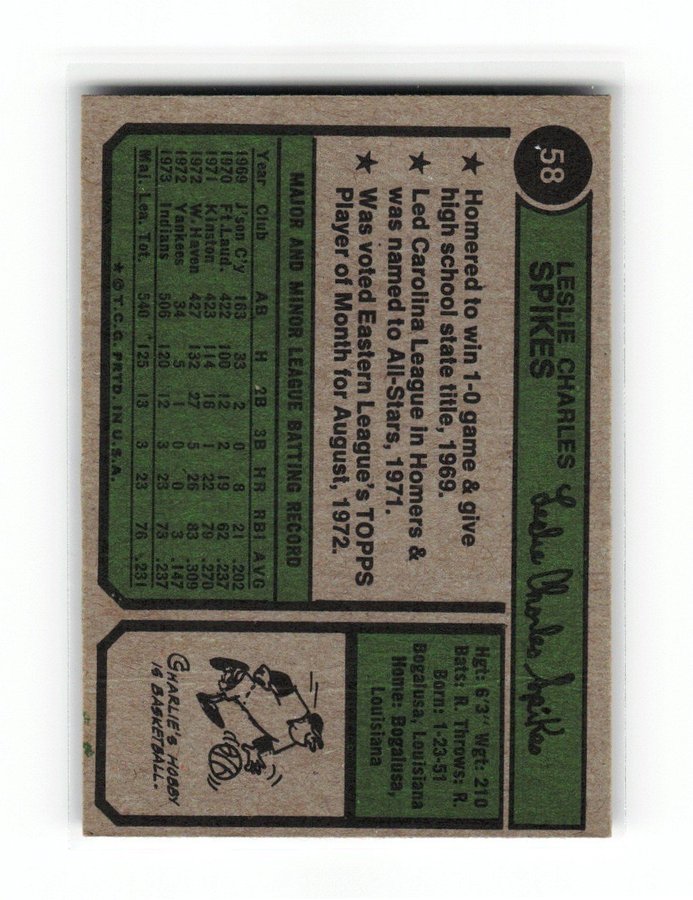 58
LESLIE CHARLES
SPIKES
Leslie Charles Spikes
★ Homered to win 1-0 game & give
high school state title, 1969.
★ Led Carolina League in Homers &
was named to All-Stars, 1971.
★ Was voted Eastern League's TOPPS
Player of Month for August, 1972.
Hgt: 6'3" Wgt: 210
Bats: R. Throws: R.
Born: 1-23-51
Bogalusa, Louisiana
Home: Bogalusa,
Louisiana
MAJOR AND MINOR LEAGUE BATTING RECORD
Year Club AB H 2B 3B HR RBI AVG
1969 J'son C'y 163 33 2 0 8 21 .202
1970 Ft.Laud. 422 100 12 2 19 62 .237
1971 Kinston 423 114 16 1 22 79 .270
1972 W.Haven 427 132 27 5 26 83 .309
1972 Yankees 34 5 1 0 0 3 .147
1973 Indians 506 120 12 3 23 73 .237
Maj. Lea. Tot. 540 125 13 3 23 76 .231
★ © T.C.G. PRTD. IN U.S.A.
CHARLIE'S HOBBY
IS BASKETBALL.